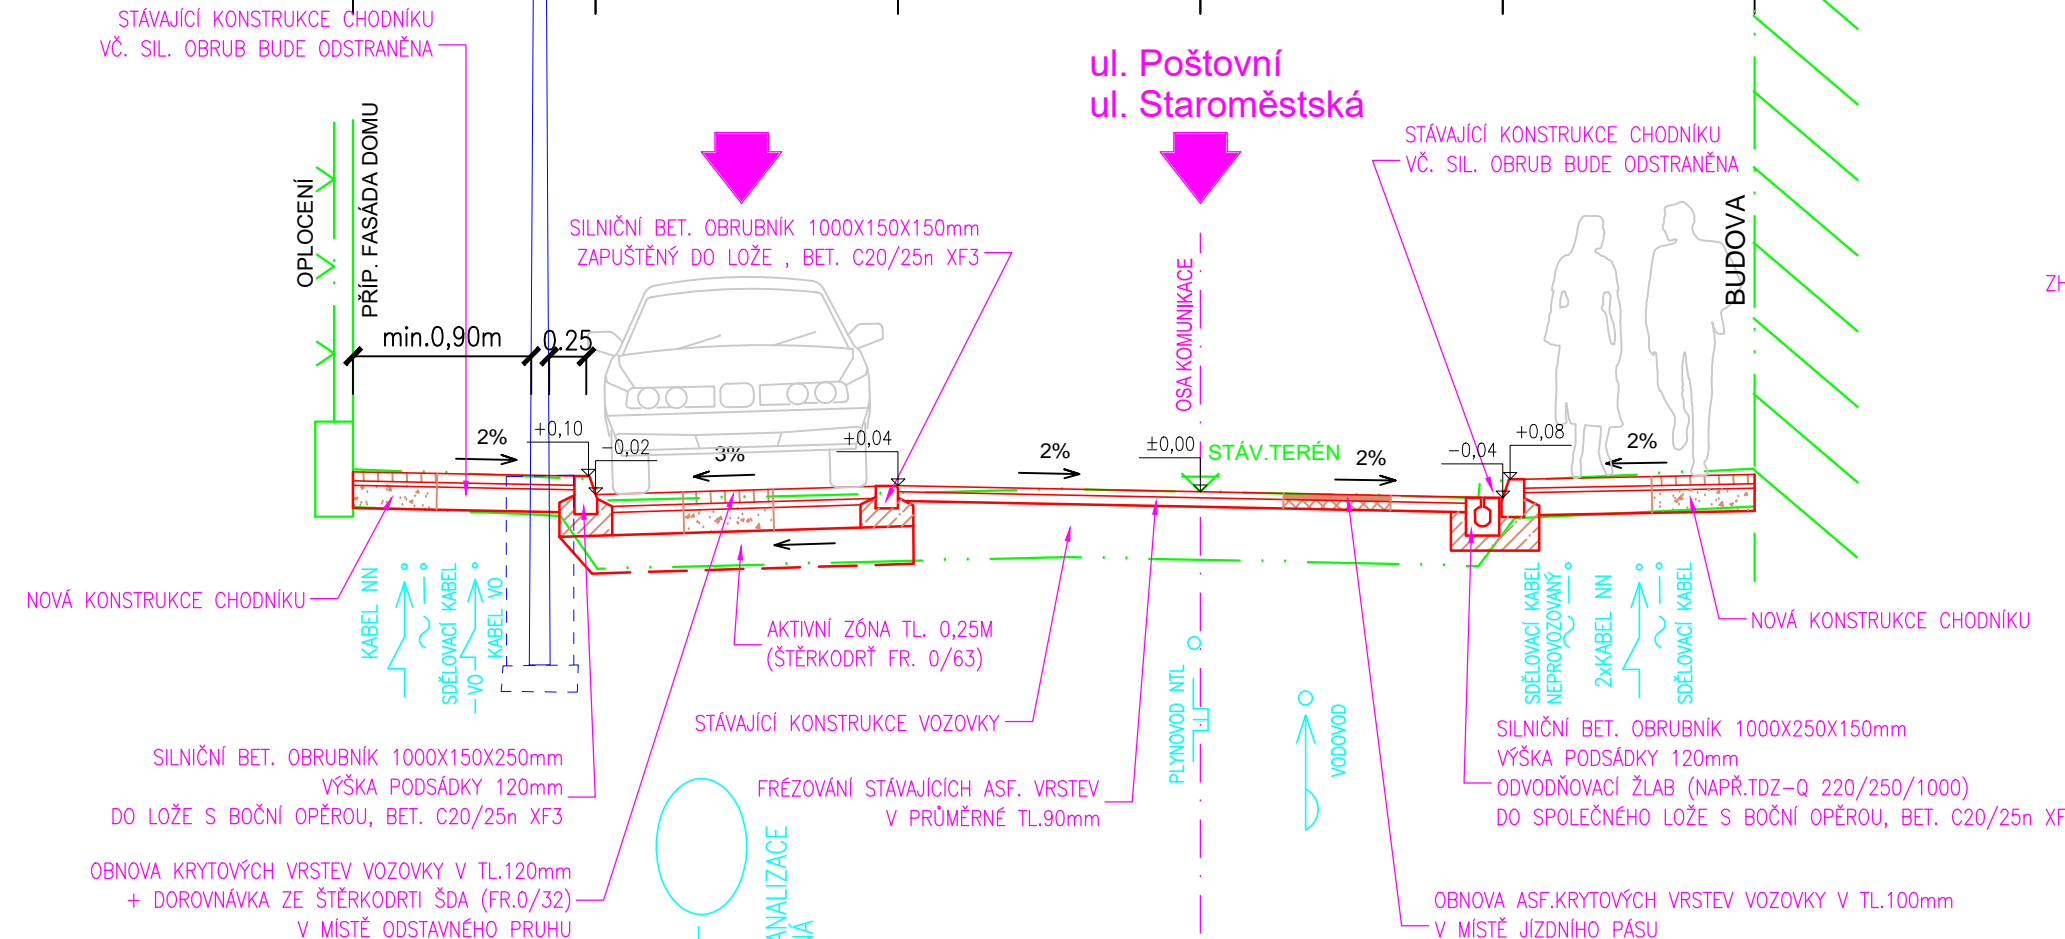 STÁVAJÍCÍ KONSTRUKCE CHODNÍKU
VČ. SIL. OBRUB BUDE ODSTRANĚNA
ul. Poštovní
ul. Staroměstská
STÁVAJÍCÍ KONSTRUKCE CHODNÍKU
VČ. SIL. OBRUB BUDE ODSTRANĚNA
OPLOCENÍ
PŘÍP. FASÁDA DOMU
SILNIČNÍ BET. OBRUBNÍK 1000X150X150mm
ZAPUŠTĚNÝ DO LOŽE , BET. C20/25n XF3
OSA KOMUNIKACE
BUDOVA
ZH
min.0,90m
0.25
2%
+0,10
-0,02
3%
+0,04
2%
±0,00
STÁV.TERÉN
2%
-0,04
+0,08
2%
NOVÁ KONSTRUKCE CHODNÍKU
KABEL NN
SDĚLOVACÍ KABEL
-VO
KABEL VO
AKTIVNÍ ZÓNA TL. 0,25M
(ŠTĚRKODRŤ FR. 0/63)
STÁVAJÍCÍ KONSTRUKCE VOZOVKY
PLYNOVOD NTL
VODOVOD
SDĚLOVACÍ KABEL
NEPROVOZOVANÝ
2xKABEL NN
SDĚLOVACÍ KABEL
NOVÁ KONSTRUKCE CHODNÍKU
SILNIČNÍ BET. OBRUBNÍK 1000X150X250mm
VÝŠKA PODSÁDKY 120mm
DO LOŽE S BOČNÍ OPĚROU, BET. C20/25n XF3
FRÉZOVÁNÍ STÁVAJÍCÍCH ASF. VRSTEV
V PRŮMĚRNÉ TL.90mm
SILNIČNÍ BET. OBRUBNÍK 1000X250X150mm
VÝŠKA PODSÁDKY 120mm
ODVODŇOVACÍ ŽLAB (NAPŘ.TDZ-Q 220/250/1000)
DO SPOLEČNÉHO LOŽE S BOČNÍ OPĚROU, BET. C20/25n XF
OBNOVA KRYTOVÝCH VRSTEV VOZOVKY V TL.120mm
+ DOROVNÁVKA ZE ŠTĚRKODRTI ŠDA (FR.0/32)
V MÍSTĚ ODSTAVNÉHO PRUHU
ANALIZACE
NÁ
OBNOVA ASF.KRYTOVÝCH VRSTEV VOZOVKY V TL.100mm
V MÍSTĚ JÍZDNÍHO PÁSU